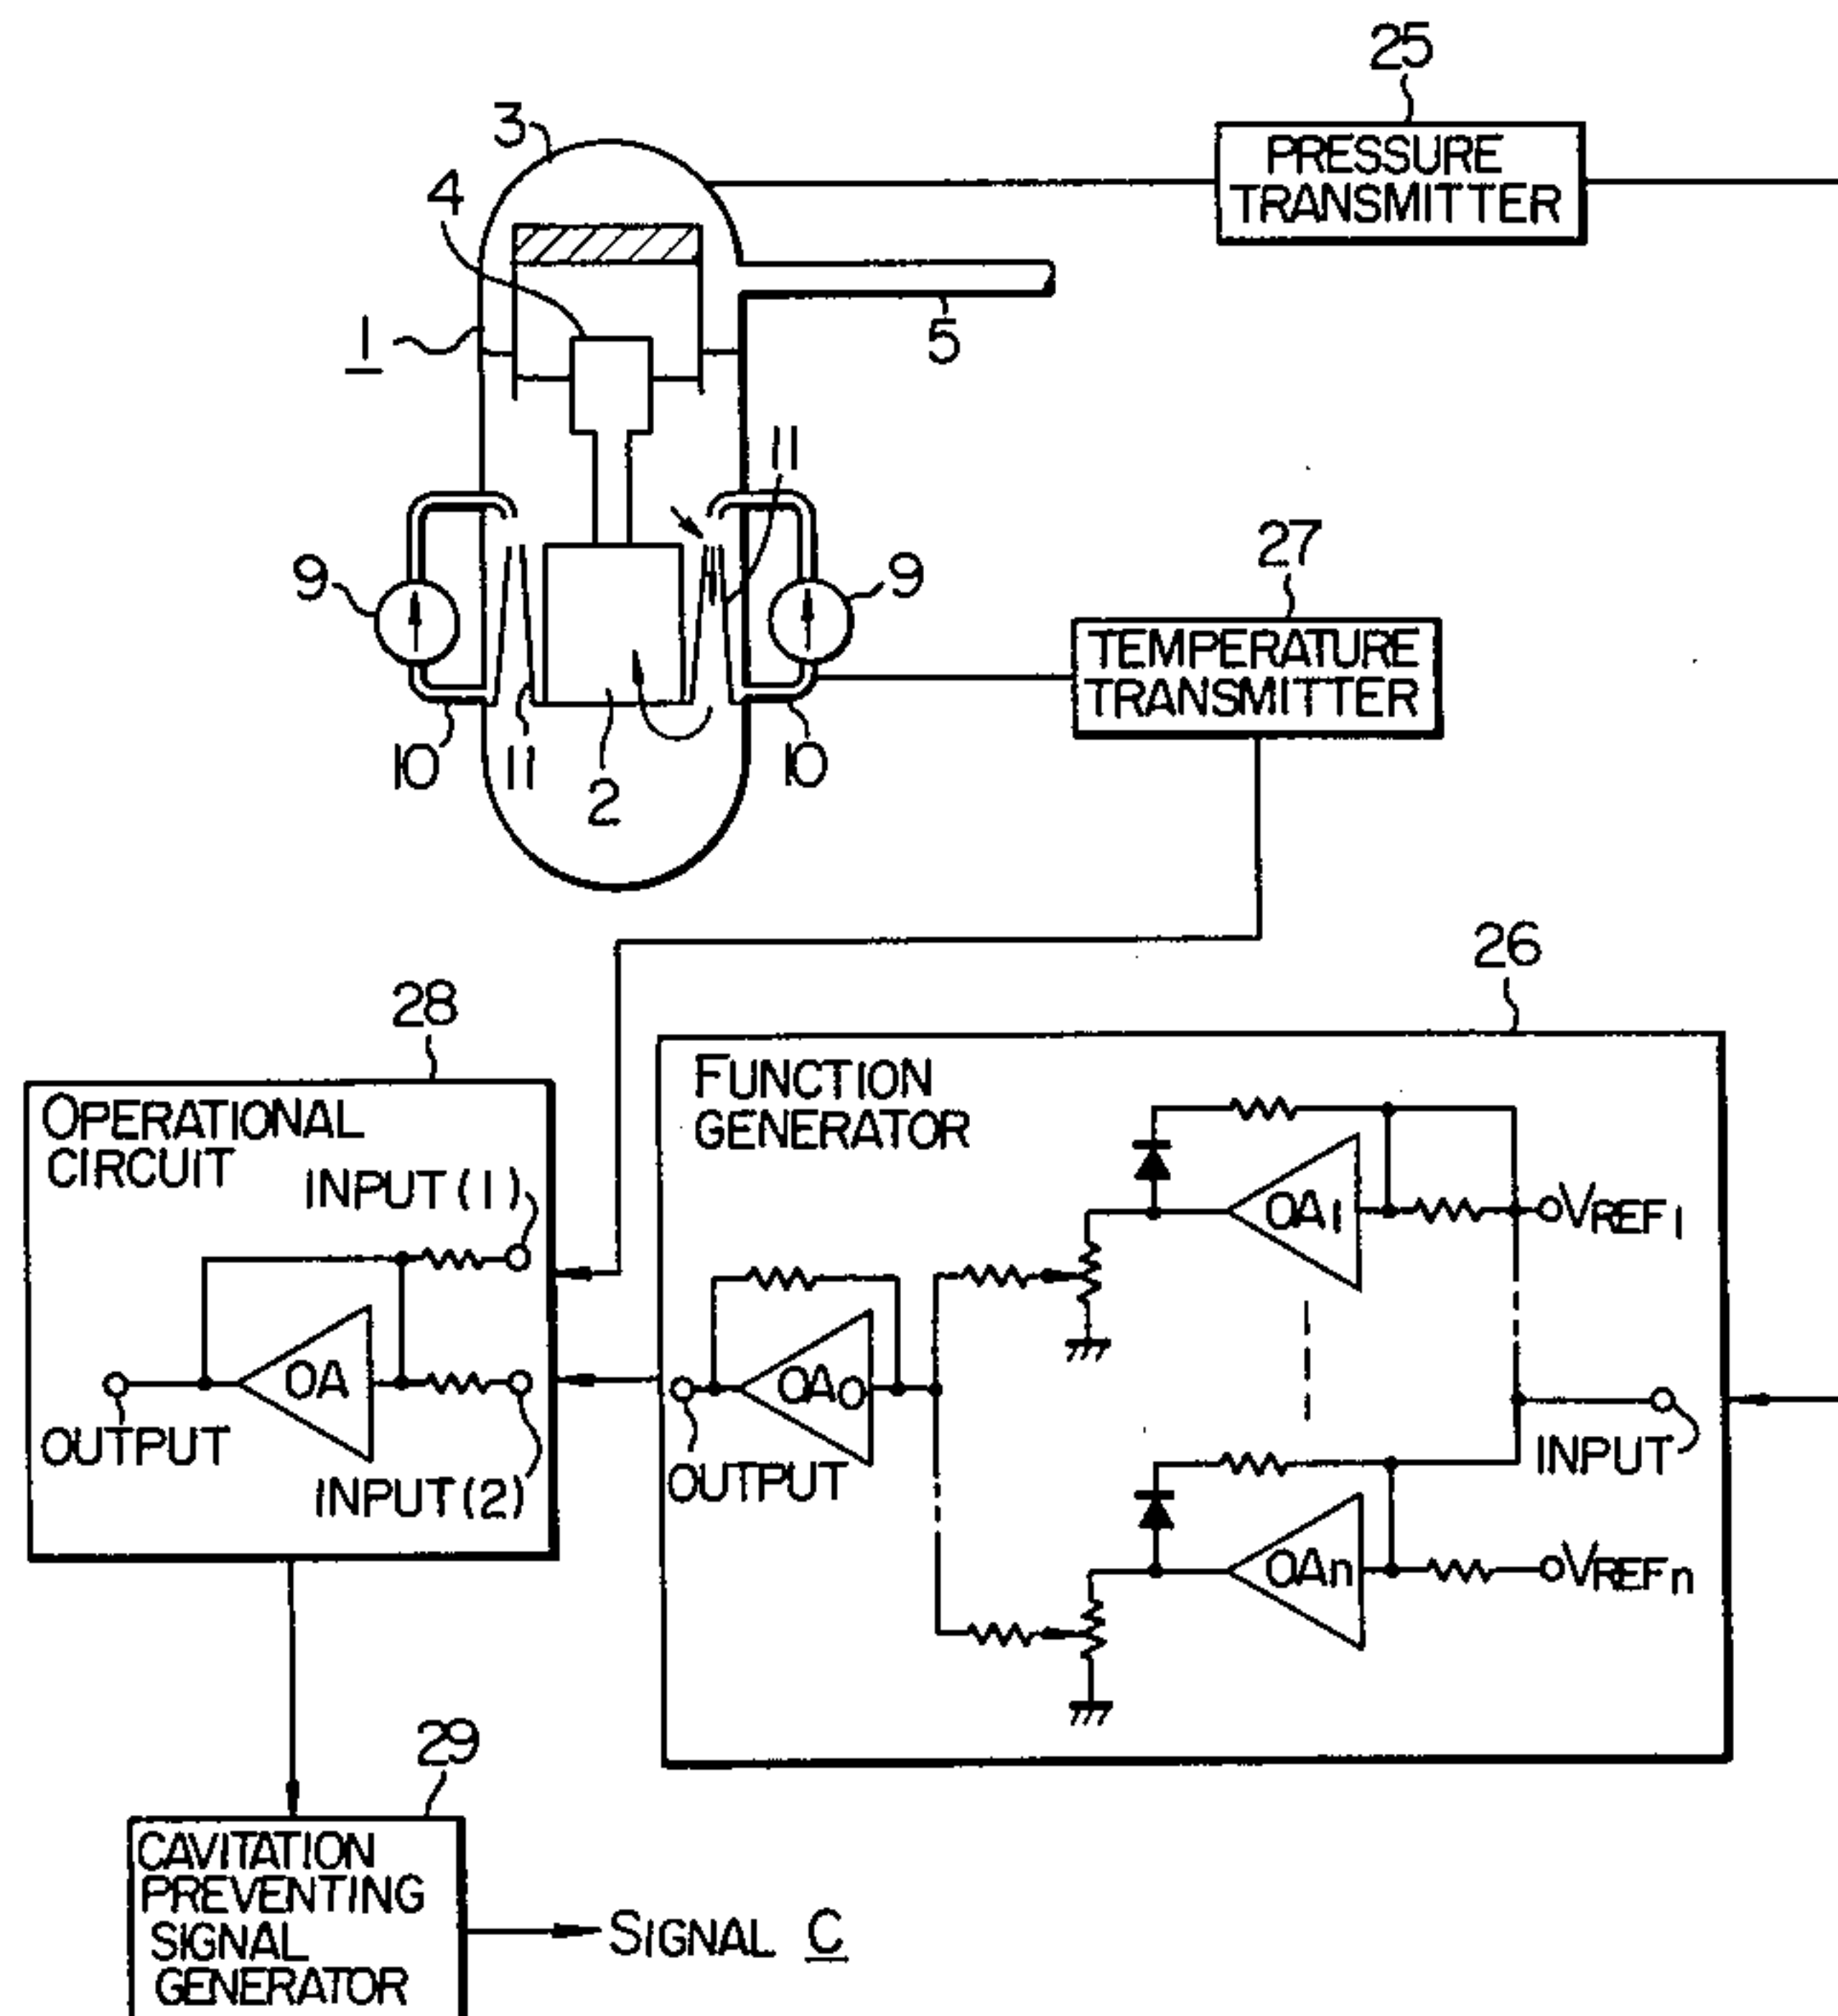 25
3
PRESSURE
TRANSMITTER
4
1
5
11
27
9
9
TEMPERATURE
TRANSMITTER
10
11
2
10
26
28
FUNCTION
GENERATOR
OPERATIONAL
CIRCUIT
INPUT (1)
OA1
VREF1
OA
OA0
OUTPUT
INPUT
OUTPUT
INPUT(2)
OAn
VREFn
29
CAVITATION
PREVENTING
SIGNAL
GENERATOR
SIGNAL C